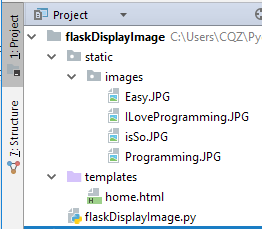 Project
flaskDisplayImage C:\Users\CQZ\Py
static
images
Easy.JPG
ILoveProgramming.JPG
isSo.JPG
Programming.JPG
templates
home.html
flaskDisplayImage.py
1: Project
7: Structure